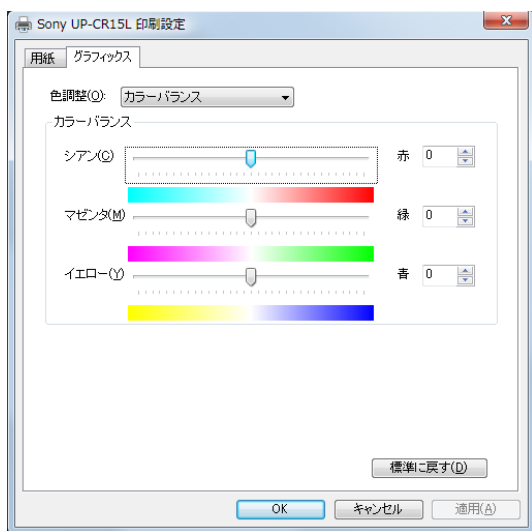 Sony UP-CR15L 印刷設定
用紙 グラフィックス
色調整(O): カラーバランス
カラーバランス
シアン(C) 赤 0
マゼンタ(M) 緑 0
イエロー(Y) 青 0
標準に戻す(D)
OK キャンセル 適用(A)